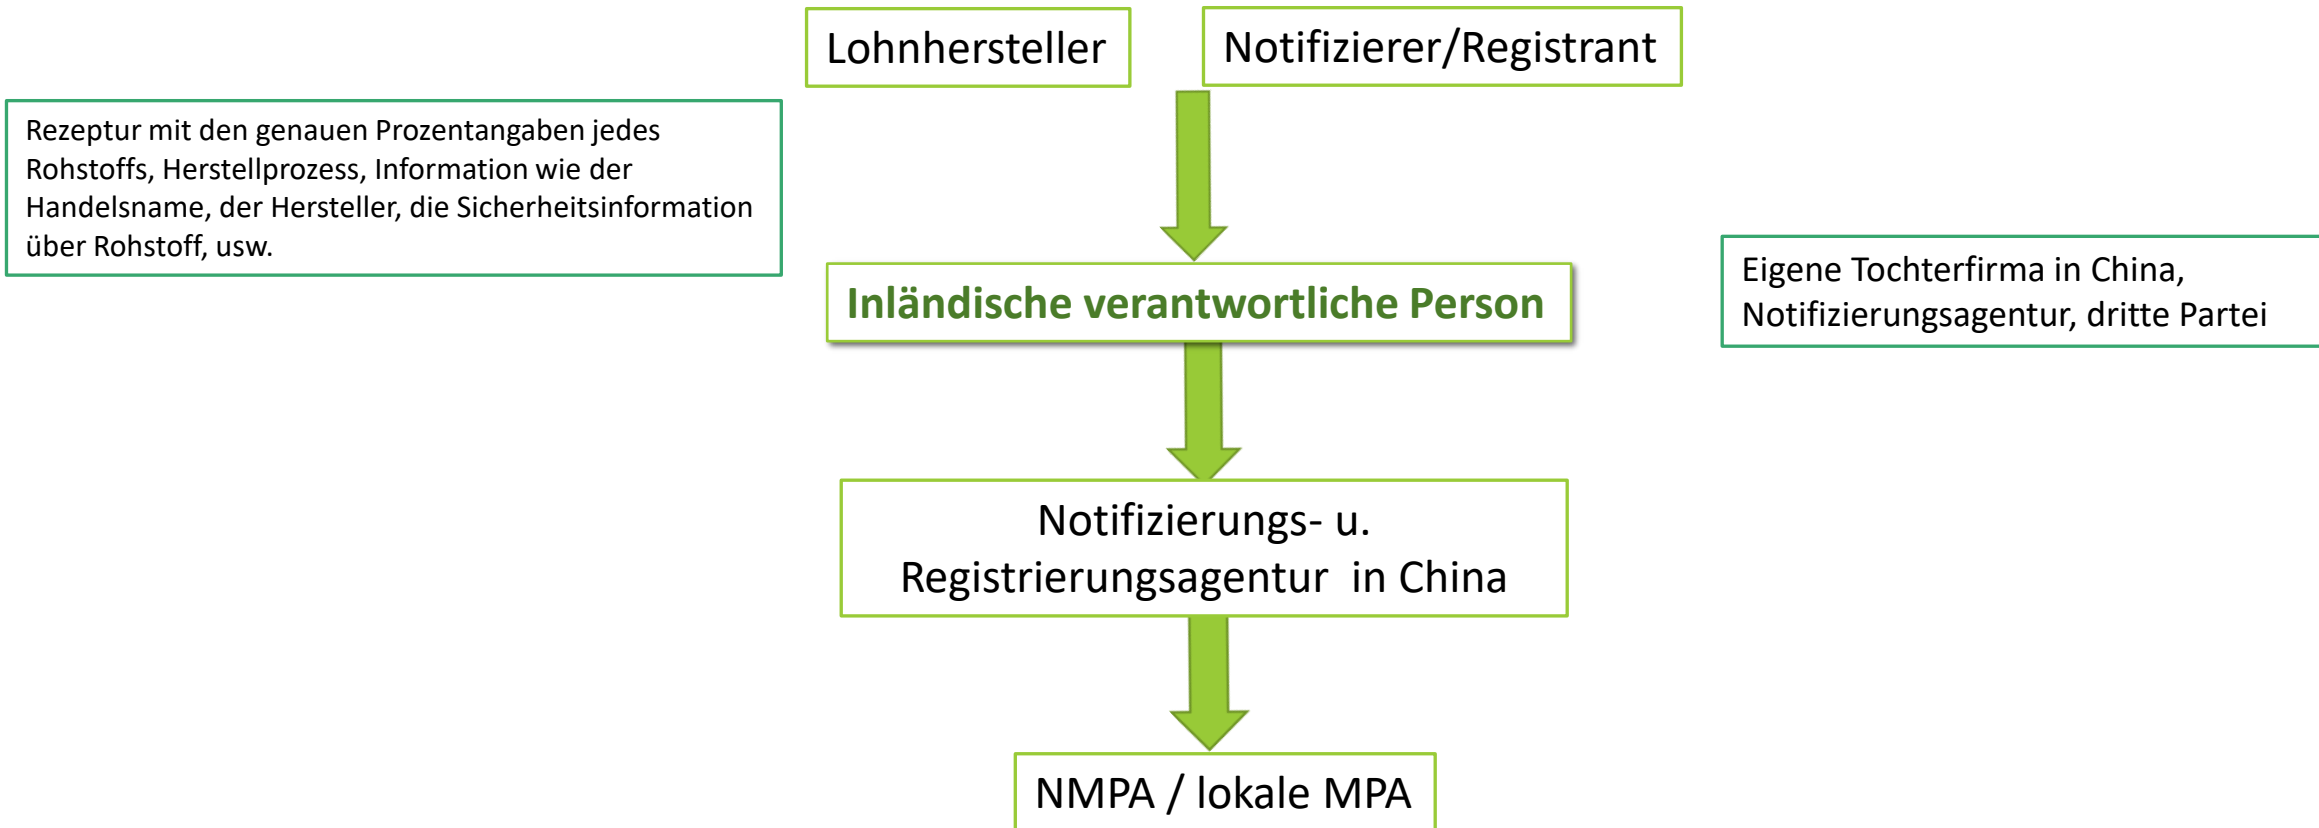 Lohnhersteller
Notifizierer/Registrant
Rezeptur mit den genauen Prozentangaben jedes
Rohstoffs, Herstellprozess, Information wie der
Handelsname, der Hersteller, die Sicherheitsinformation
über Rohstoff, usw.
Inländische verantwortliche Person
Eigene Tochterfirma in China,
Notifizierungsagentur, dritte Partei
Notifizierungs- u.
Registrierungsagentur in China
NMPA / lokale MPA